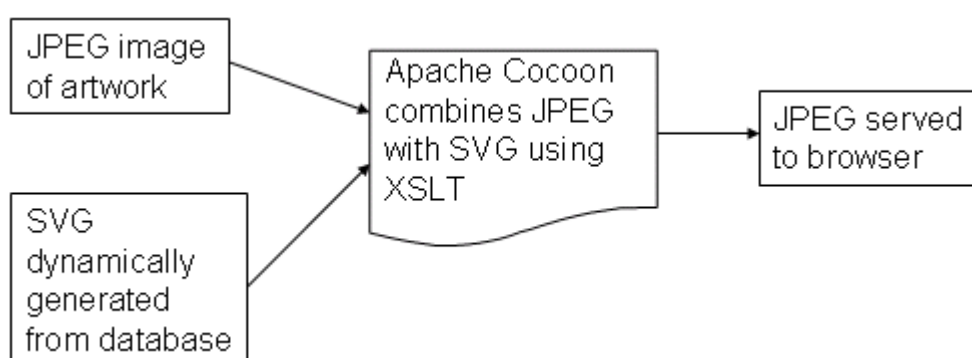 JPEG image
of artwork
SVG
dynamically
generated
from database
Apache Cocoon
combines JPEG
with SVG using
XSLT
JPEG served
to browser